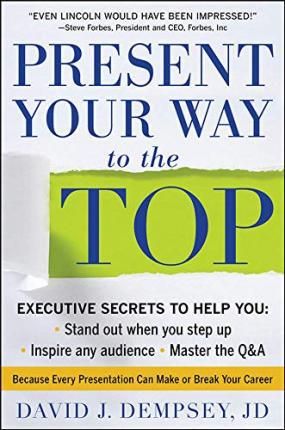 "EVEN LINCOLN WOULD HAVE BEEN IMPRESSED!"
—Steve Forbes, President and CEO, Forbes, Inc
PRESENT
YOUR WAY
to the
TOP
EXECUTIVE SECRETS TO HELP YOU:
• Stand out when you step up
• Inspire any audience • Master the Q&A
Because Every Presentation Can Make or Break Your Career
DAVID J. DEMPSEY, JD